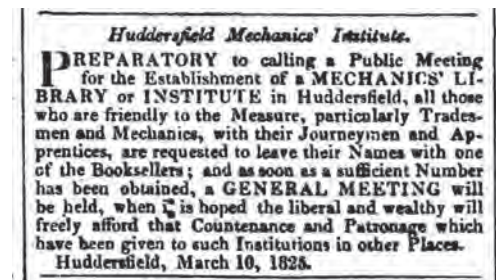 Huddersfield Mechanics' Institute.
PREPARATORY to calling a Public Meeting
for the Establishment of a MECHANICS' LI-
BRARY or INSTITUTE in Huddersfield, all those
who are friendly to the Measure, particularly Trades-
men and Mechanics, with their Journeymen and Ap-
prentices, are requested to leave their Names with one
of the Booksellers; and as soon as a sufficient Number
has been obtained, a GENERAL MEETING will
be held, when it is hoped the liberal and wealthy will
freely afford that Countenance and Patronage which
have been given to such Institutions in other Places.
Huddersfield, March 10, 1825.